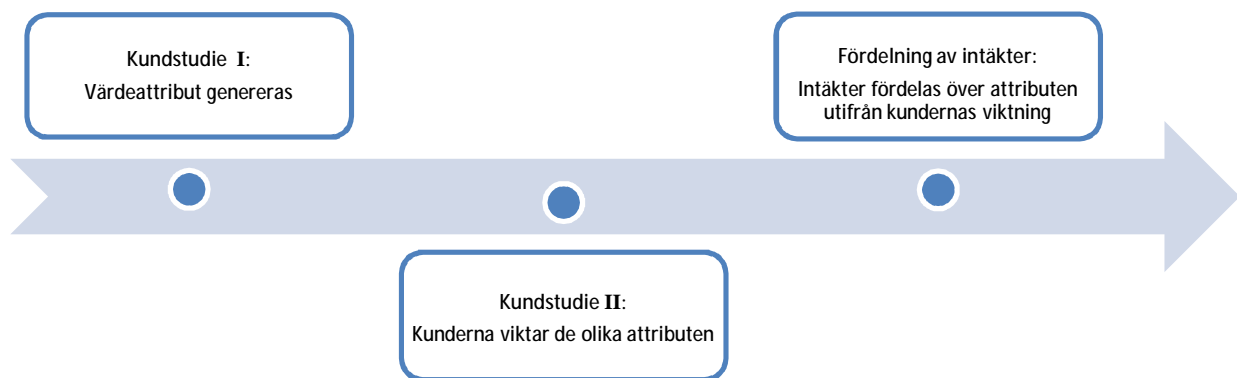 Kundstudie I:
Värdeattribut genereras
Kundstudie II:
Kunderna viktar de olika attributen
Fördelning av intäkter:
Intäkter fördelas över attributen
utifrån kundernas viktning